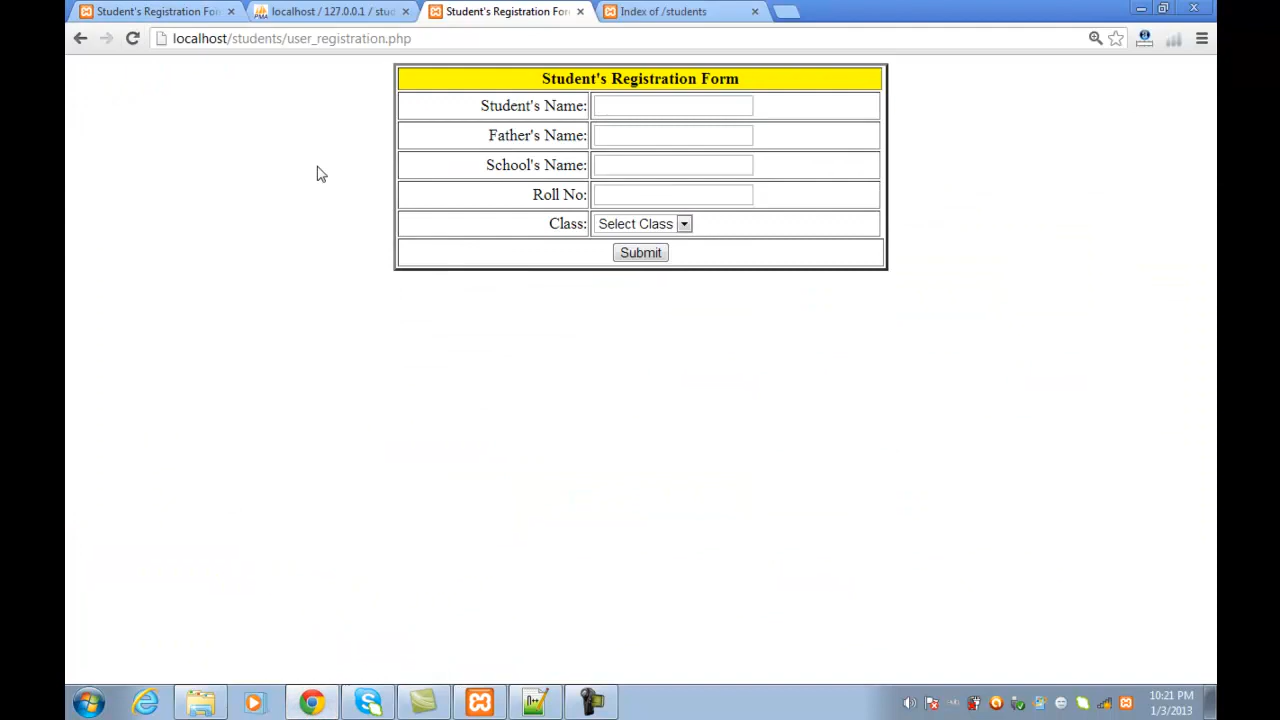 Student's Registration For
localhost / 127.0.0.1 / stud
Student's Registration For
Index of /students
localhost/students/user_registration.php
Student's Registration Form
Student's Name:
Father's Name:
School's Name:
Roll No:
Class:
Select Class
Submit
10:21 PM
1/3/2013